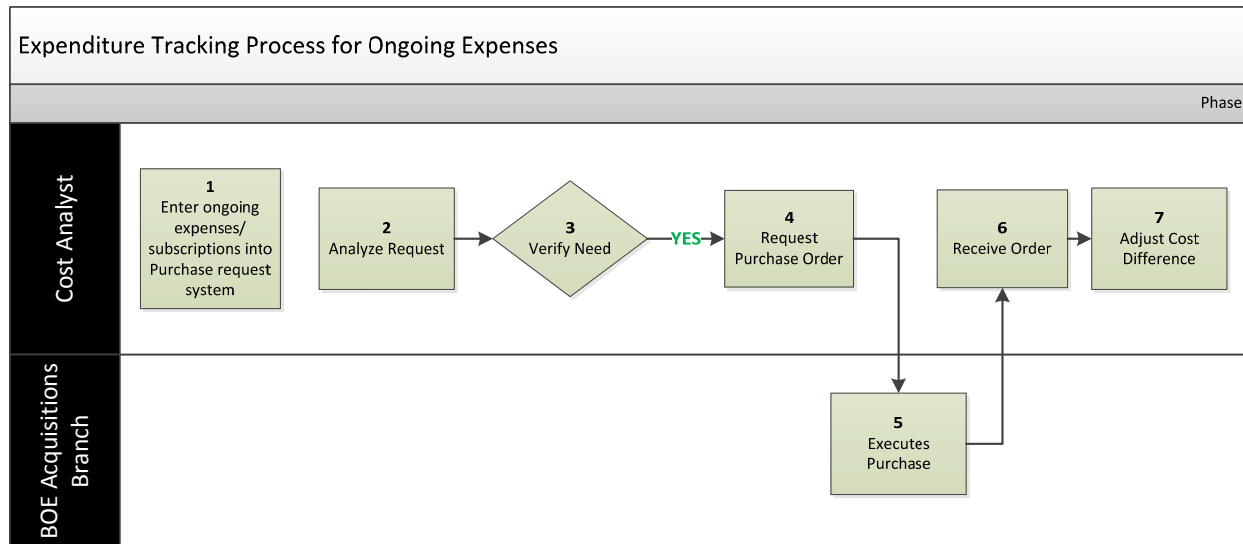 Expenditure Tracking Process for Ongoing Expenses
Phase
Cost Analyst
1
Enter ongoing
expenses/
subscriptions into
Purchase request
system
2
Analyze Request
3
Verify Need
YES
4
Request
Purchase Order
6
Receive Order
7
Adjust Cost
Difference
BOE Acquisitions
Branch
5
Executes
Purchase